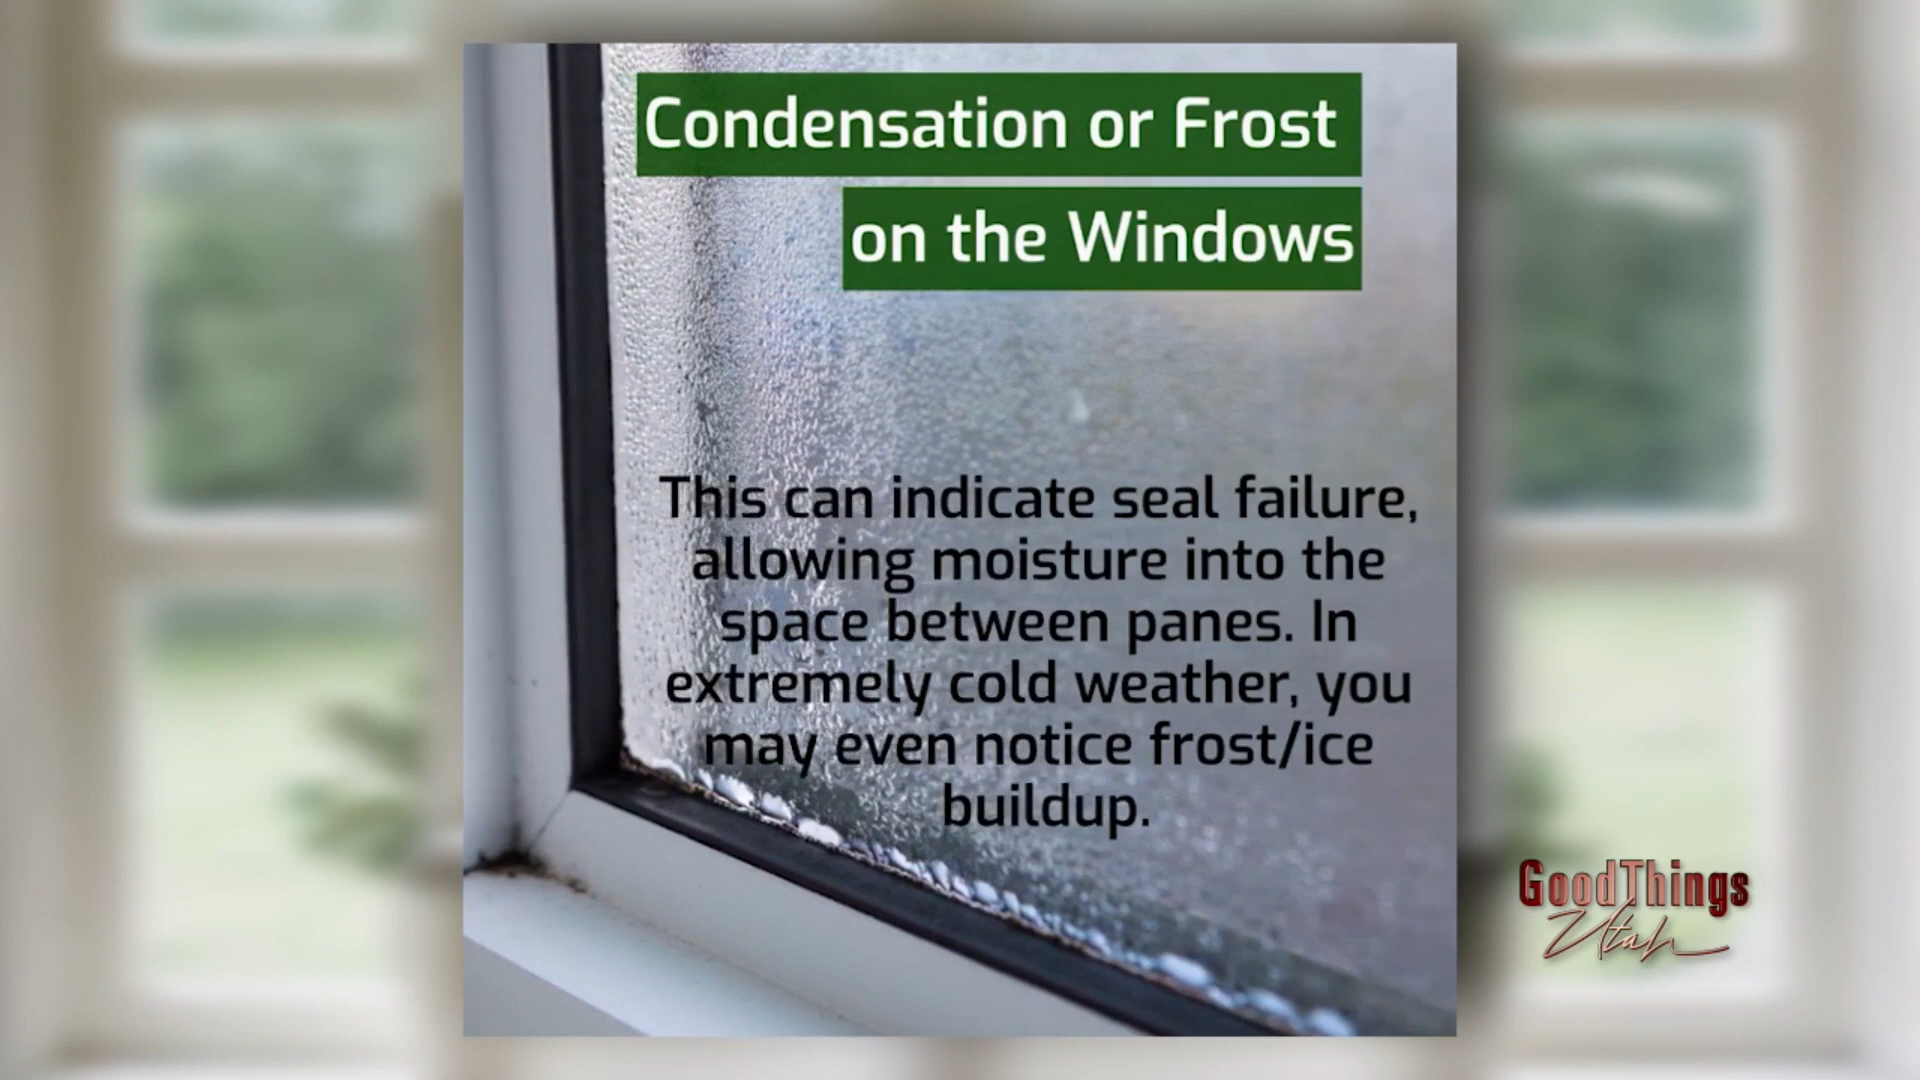 Condensation or Frost
on the Windows
This can indicate seal failure,
allowing moisture into the
space between panes. In
extremely cold weather, you
may even notice frost/ice
buildup.
GoodThings
Utah